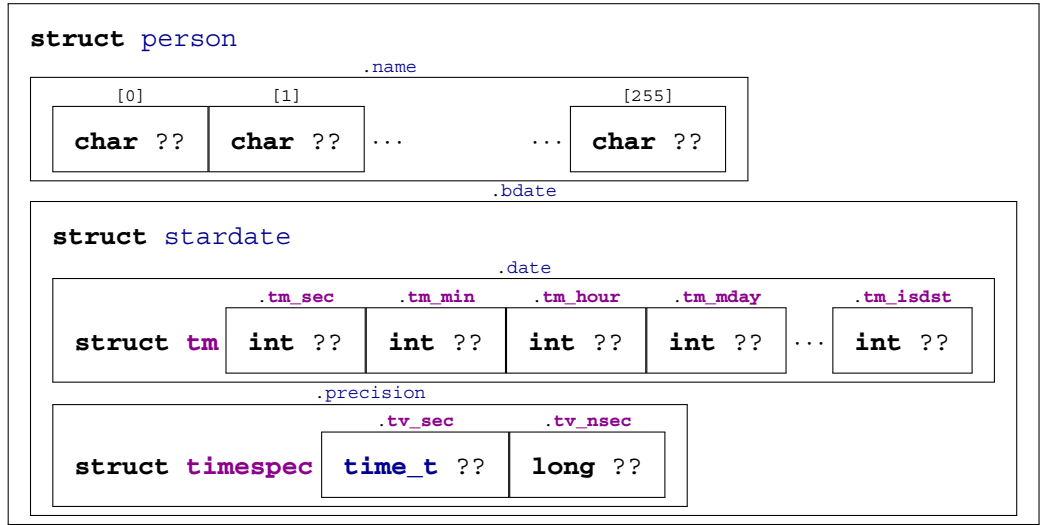 struct person
.name
[0] [1] [255]
char ?? char ?? ... ... char ??
.bdate
struct stardate
.date
.tm_sec .tm_min .tm_hour .tm_mday .tm_isdst
struct tm int ?? int ?? int ?? int ?? ... int ??
.precision
.tv_sec .tv_nsec
struct timespec time_t ?? long ??